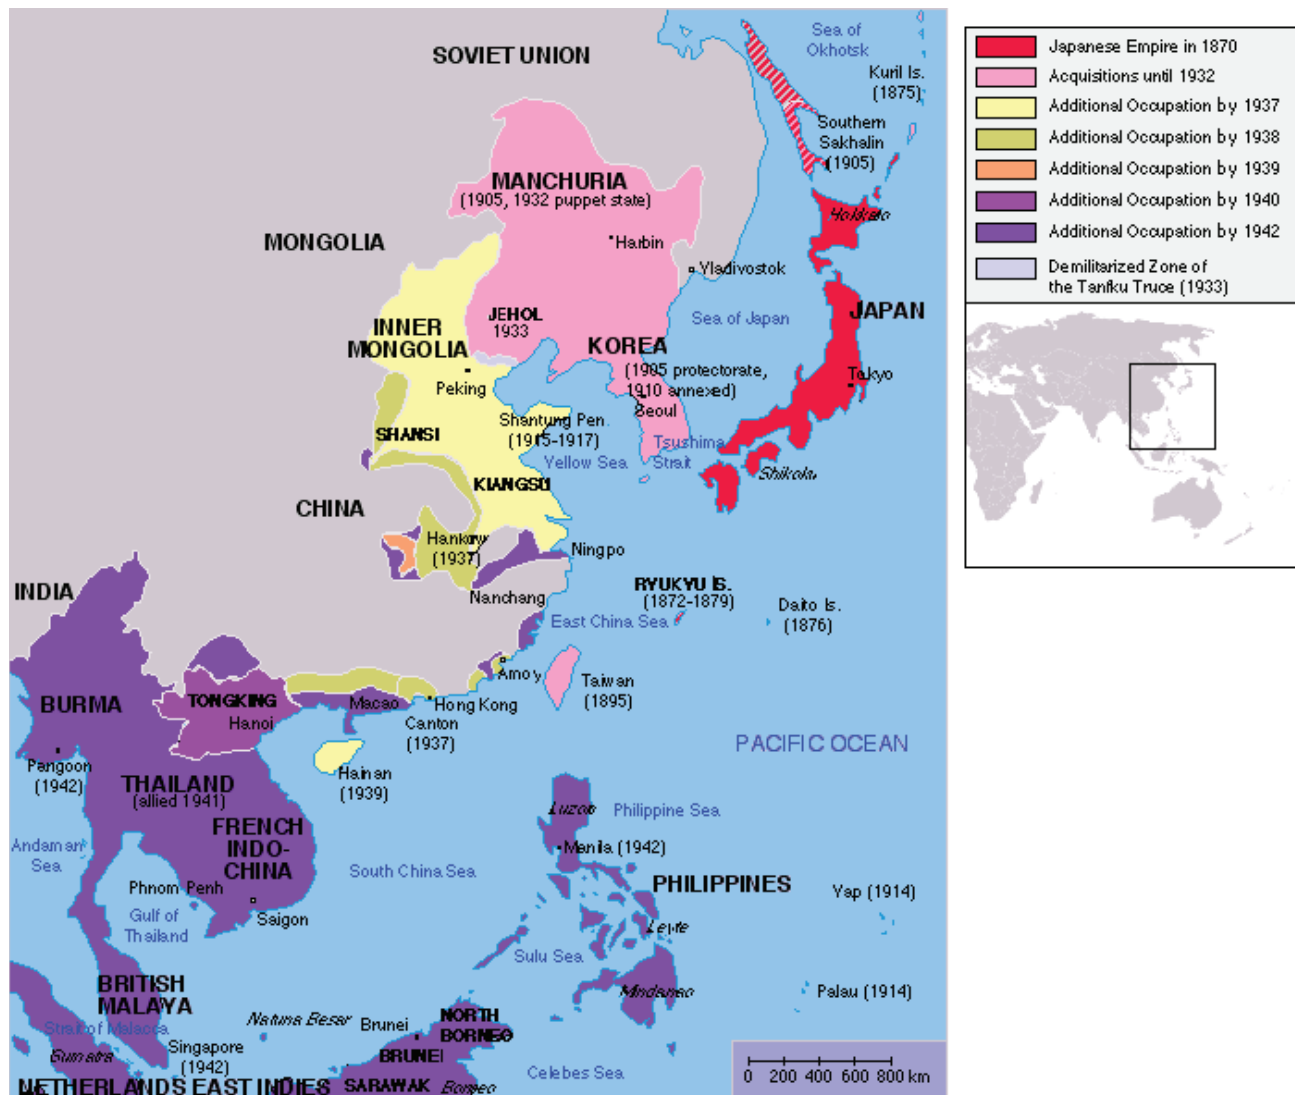 SOVIET UNION
Sea of
Okhotsk
Kuril Is.
(1875)
Southern
Sakhalin
(1905)
MANCHURIA
(1905, 1932 puppet state)
Hokkaido
Harbin
MONGOLIA
Vladivostok
JEHOL
1933
Sea of Japan
JAPAN
INNER
MONGOLIA
KOREA
(1905 protectorate,
1910 annexed)
Tokyo
Peking
Seoul
Shantung Pen.
(1915-1917)
SHANSI
Tsushima
Strait
Yellow Sea
Shikoku
KIANGSU
CHINA
Hankow
(1937)
Ningpo
INDIA
Nanchang
RYUKYU IS.
(1872-1879)
Daito Is.
(1876)
East China Sea
Amoy
Taiwan
(1895)
BURMA
TONGKING
Hanoi
Macao
Hong Kong
Canton
(1937)
PACIFIC OCEAN
Rangoon
(1942)
Hainan
(1939)
THAILAND
(allied 1941)
Luzon
Philippine Sea
FRENCH
INDO-
CHINA
Andaman
Sea
Manila (1942)
South China Sea
Phnom Penh
PHILIPPINES
Yap (1914)
Gulf of
Thailand
Saigon
Leyte
Sulu Sea
BRITISH
MALAYA
Mindanao
Palau (1914)
Strait of Malacca
Natuna Besar
Brunei
NORTH
BORNEO
Sumatra
Singapore
(1942)
BRUNEI
Celebes Sea
NETHERLANDS EAST INDIES
SARAWAK
Borneo
0 200 400 600 800 km
Japanese Empire in 1870
Acquisitions until 1932
Additional Occupation by 1937
Additional Occupation by 1938
Additional Occupation by 1939
Additional Occupation by 1940
Additional Occupation by 1942
Demilitarized Zone of
the Tanfku Truce (1933)